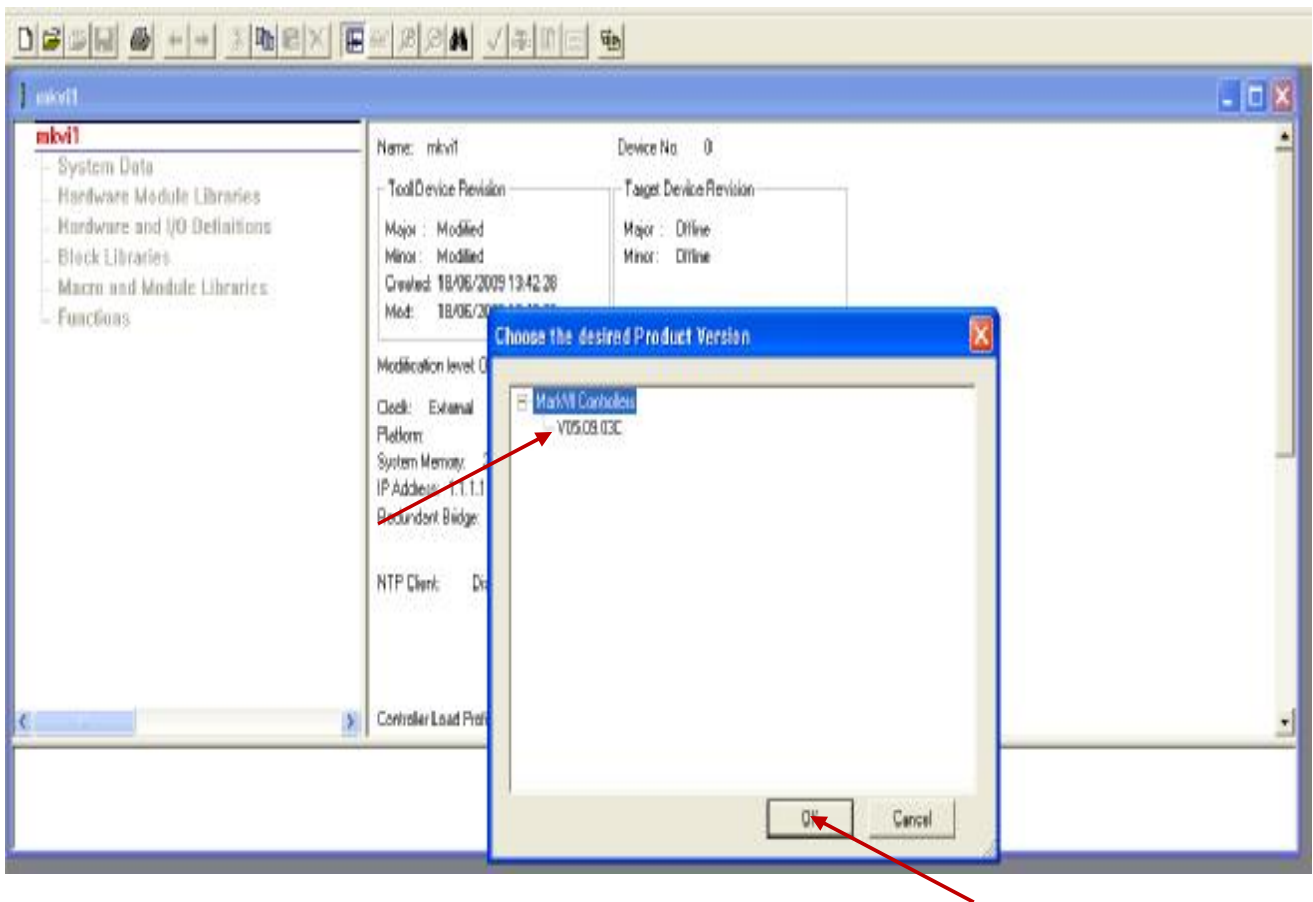 mkvi1
mkvi1
System Data
Hardware Module Libraries
Hardware and I/O Definitions
Block Libraries
Macro and Module Libraries
Functions
Name: mkvi1
Device No: 0
Tool Device Revision
Major : Modified
Minor : Modified
Created: 18/06/2009 13:42:28
Mod: 18/06/20
Target Device Revision
Major : Offline
Minor : Offline
Modification level:
Clock: External
Platform:
System Memory:
IP Address: 1.1.1.1
Redundant Bridge:
NTP Client:
Controller Load
Choose the desired Product Version
MarkVI Controllers
V05.09.03C
OK
Cancel